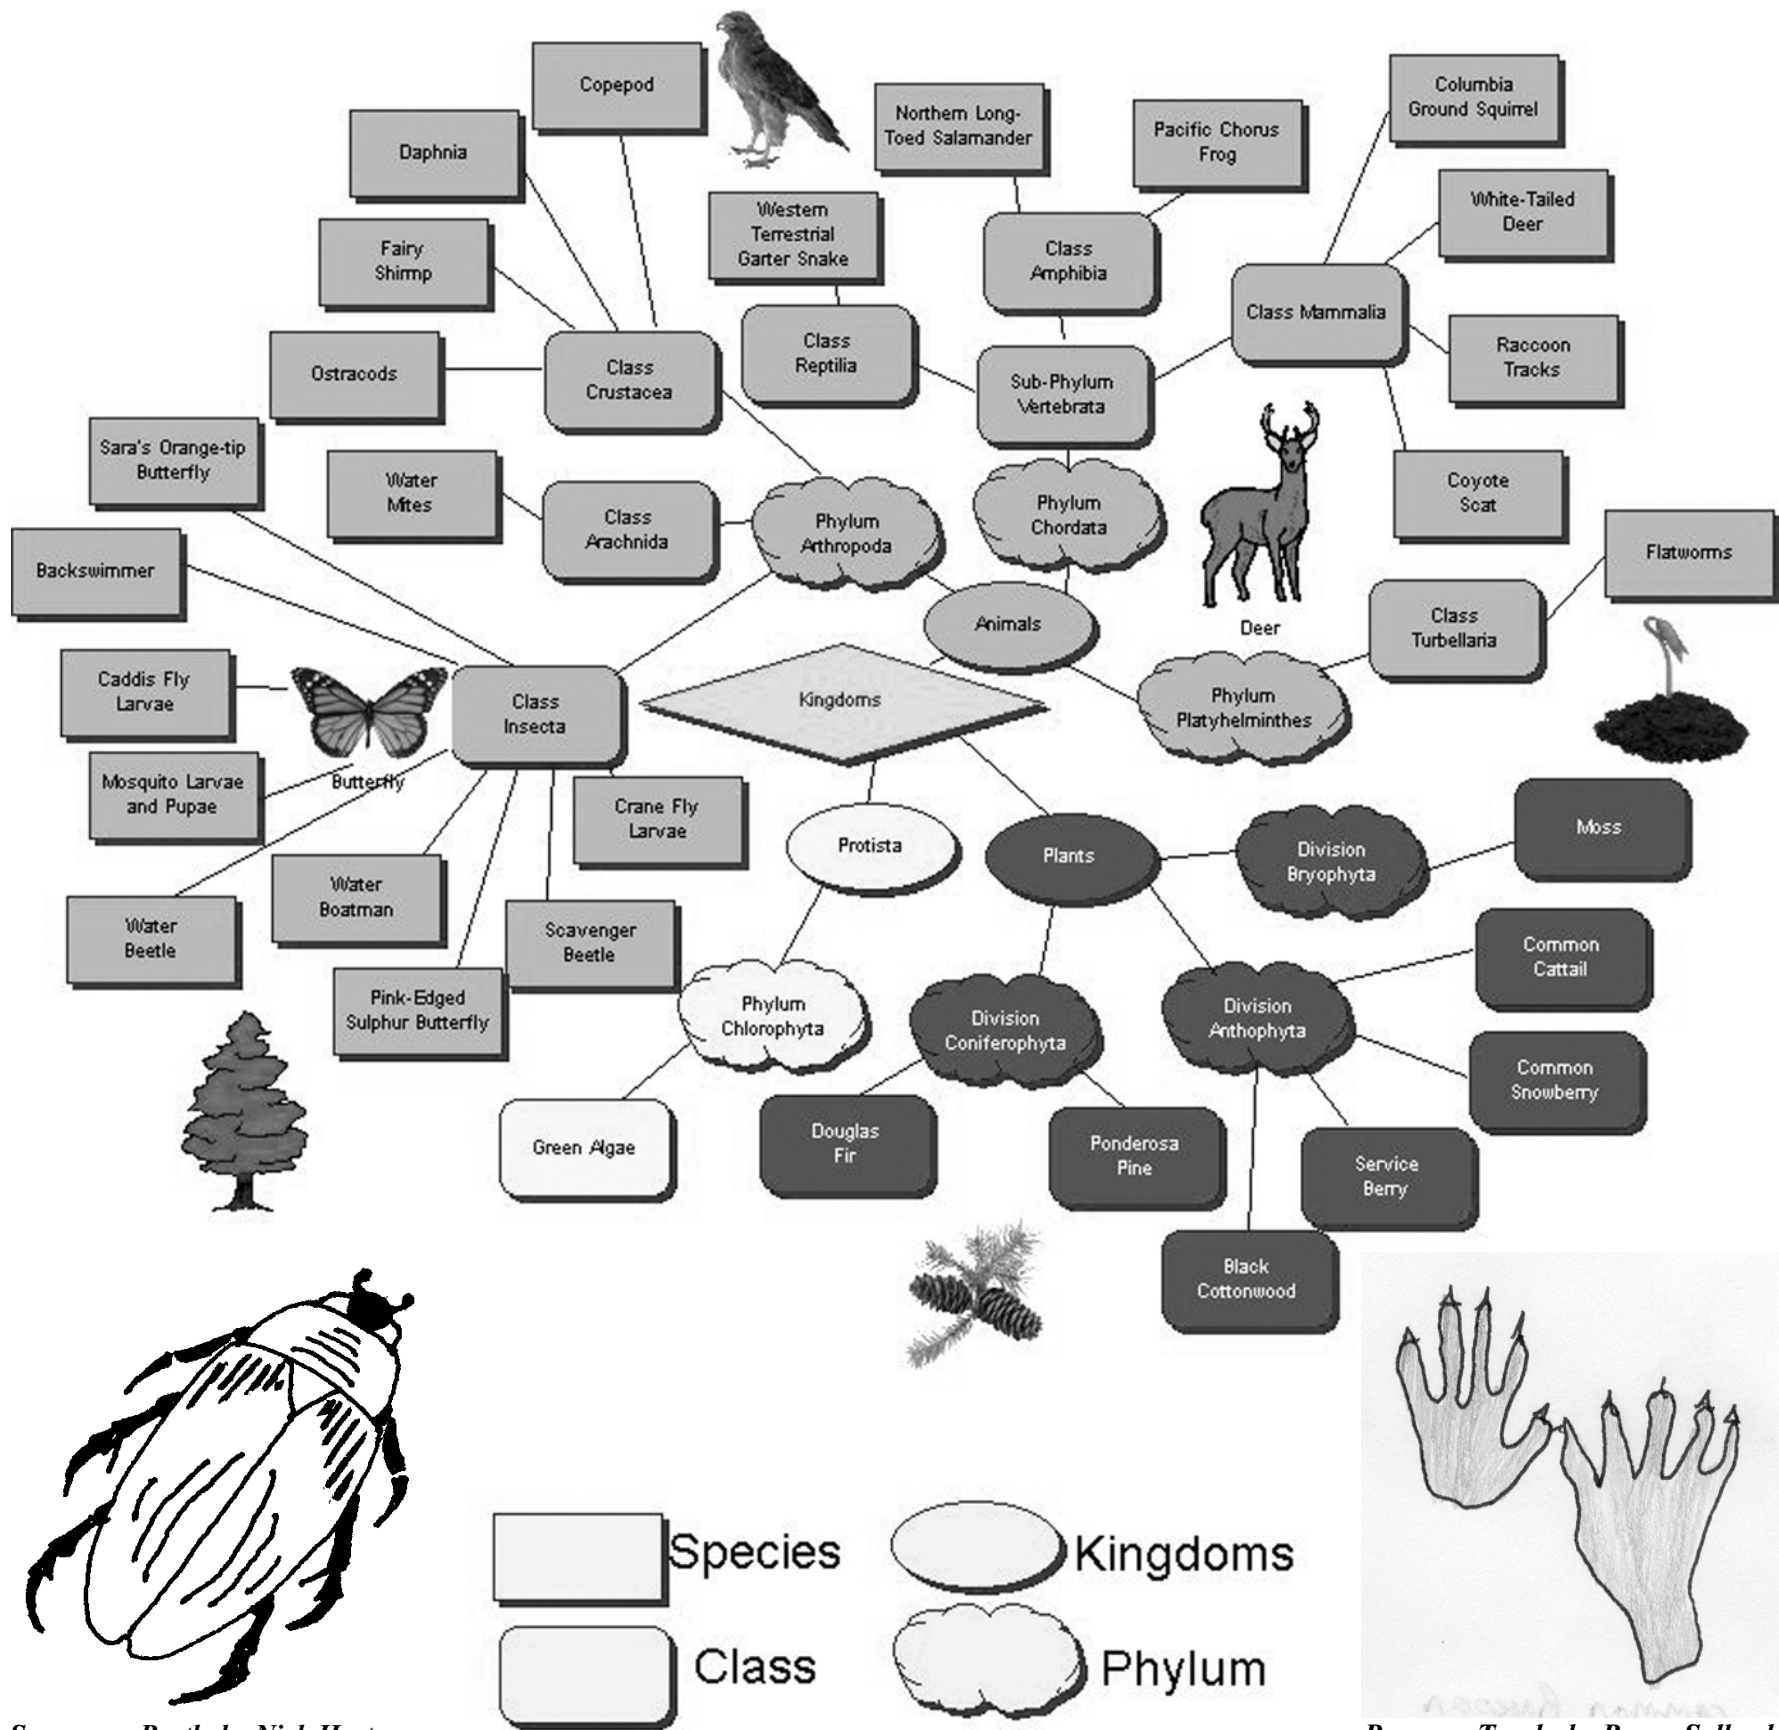 Copepod
Daphnia
Fairy
Shirmp
Ostracods
Class
Crustacea
Western
Terrestrial
Garter Snake
Class
Reptilia
Northern Long-
Toed Salamander
Pacific Chorus
Frog
Class
Amphibia
Sub-Phylum
Vertebrata
Columbia
Ground Squirrel
White-Tailed
Deer
Class Mammalia
Raccoon
Tracks
Coyote
Scat
Sara's Orange-tip
Butterfly
Water
Mites
Class
Arachnida
Phylum
Arthropoda
Phylum
Chordata
Flatworms
Backswimmer
Animals
Deer
Class
Turbellaria
Caddis Fly
Larvae
Class
Insecta
Kingdoms
Phylum
Platyhelminthes
Mosquito Larvae
and Pupae
Butterfly
Crane Fly
Larvae
Protista
Plants
Division
Bryophyta
Moss
Water
Beetle
Water
Boatman
Scavenger
Beetle
Pink-Edged
Sulphur Butterfly
Phylum
Chlorophyta
Division
Coniferophyta
Division
Anthophyta
Common
Cattail
Common
Snowberry
Green Algae
Douglas
Fir
Ponderosa
Pine
Service
Berry
Black
Cottonwood
Species
Kingdoms
Class
Phylum